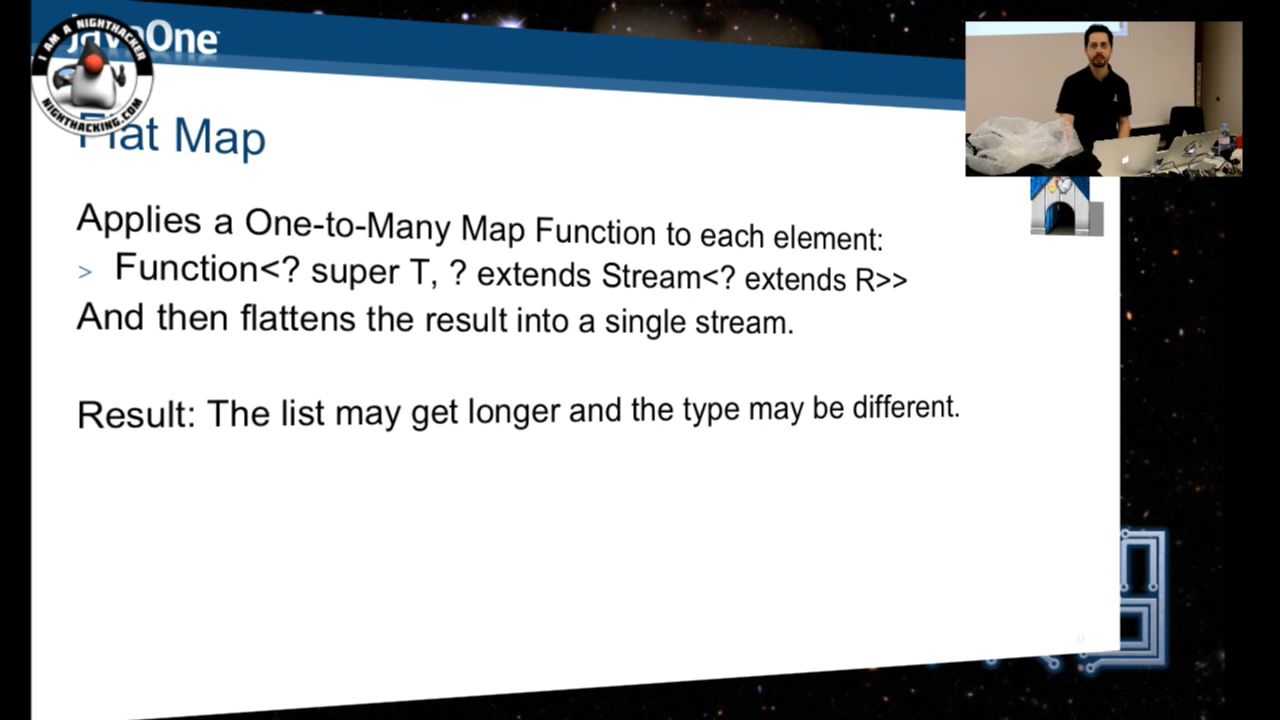 JavaOne
I AM A NIGHTHACKER
NIGHTHACKING.COM
Flat Map
Applies a One-to-Many Map Function to each element:
> Function<? super T, ? extends Stream<? extends R>>
And then flattens the result into a single stream.
Result: The list may get longer and the type may be different.